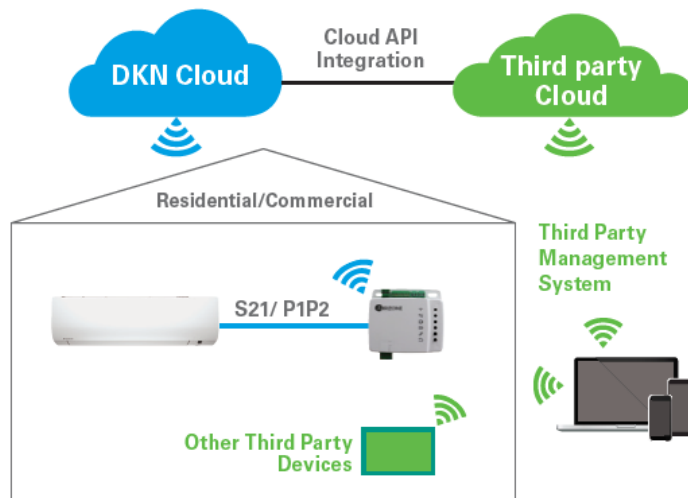 Cloud API
Integration
DKN Cloud
Third party
Cloud
Residential/Commercial
Third Party
Management
System
S21/ P1P2
Other Third Party
Devices